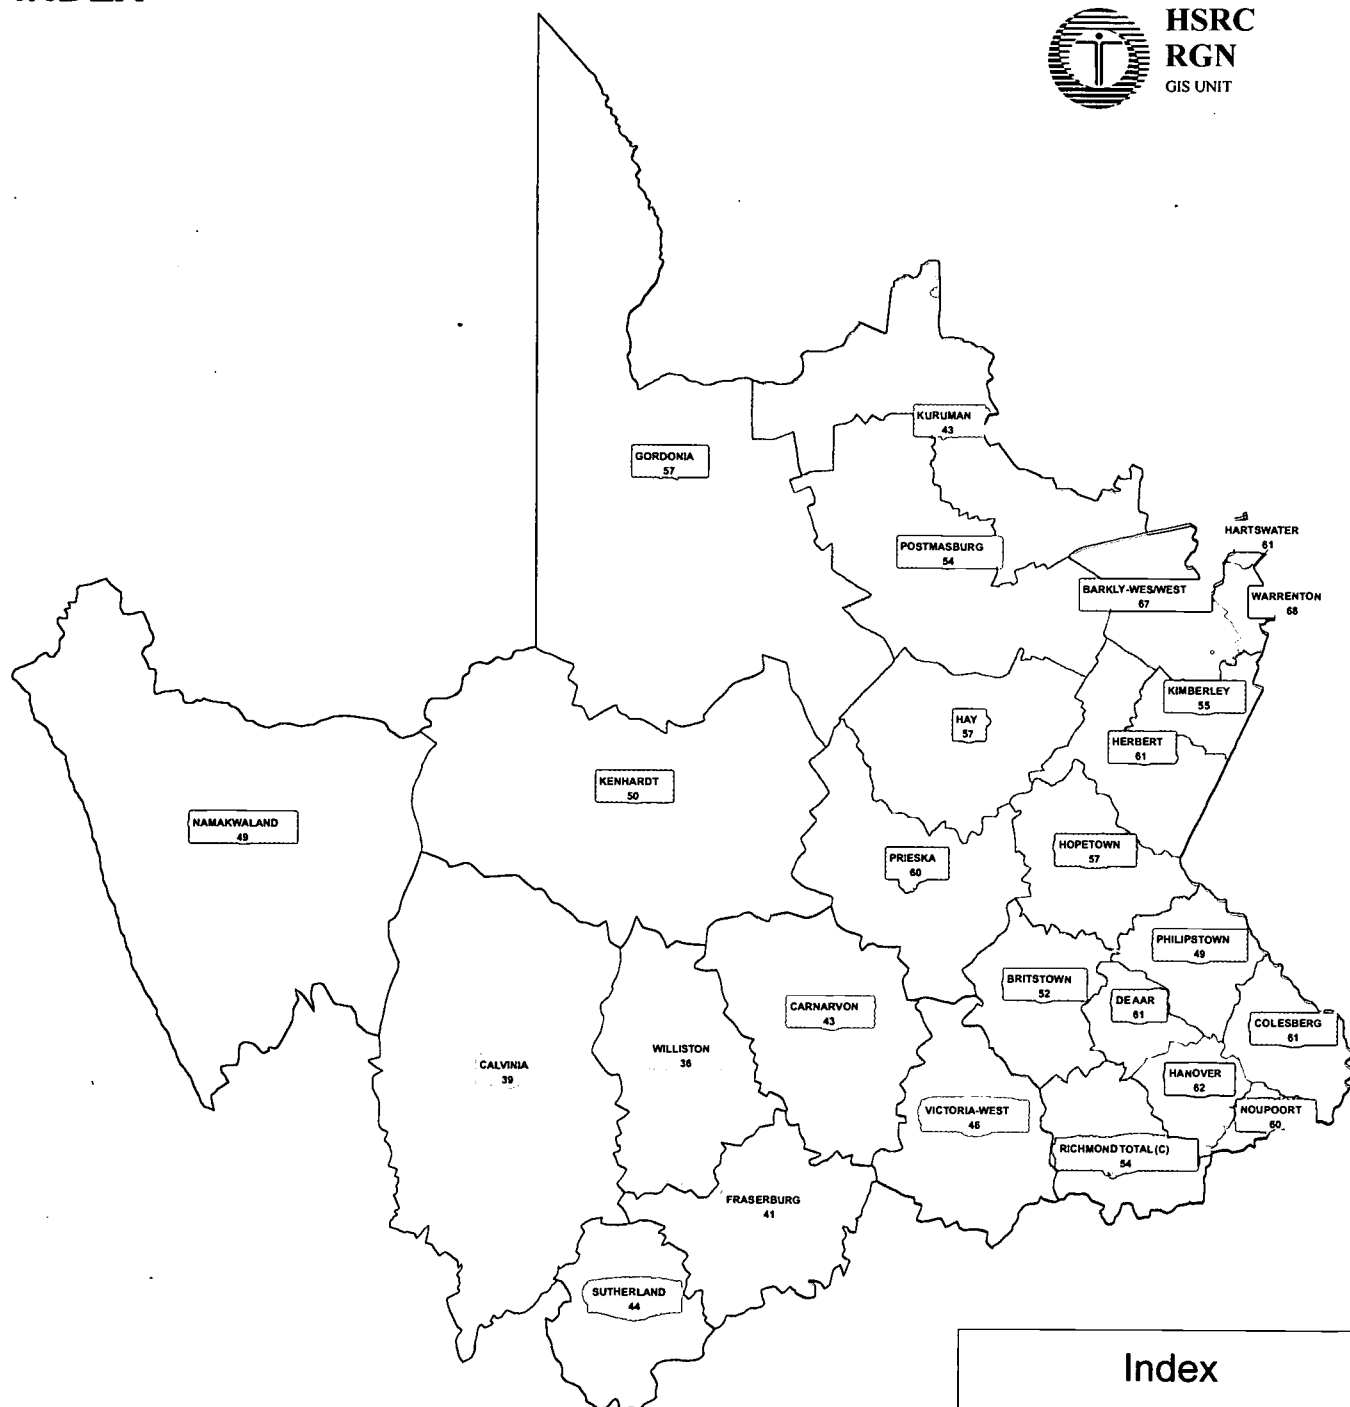 INDEX
HSRC
RGN
GIS UNIT
KURUMAN
43
GORDONIA
57
HARTSWATER
61
POSTMASBURG
54
BARKLY-WES/WEST
67
WARRENTON
68
KIMBERLEY
55
HAY
57
HERBERT
61
KENHARDT
50
NAMAKWALAND
49
HOPETOWN
57
PRIESKA
60
PHILIPSTOWN
49
BRITSTOWN
52
DE AAR
61
CARNARVON
43
COLESBERG
61
WILLISTON
36
CALVINIA
39
HANOVER
62
VICTORIA-WEST
46
NOUPOORT
60
RICHMOND TOTAL (C)
54
FRASERBURG
41
SUTHERLAND
44
Index